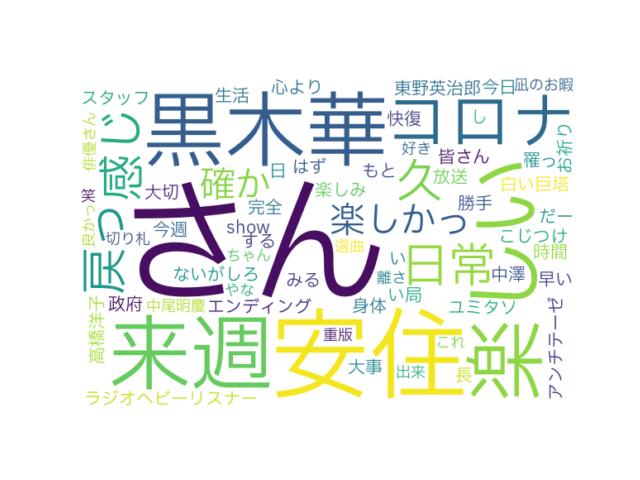 スタッフ
生活
心より
東野英治郎
今日
凪のお暇
黒木華
コロナ
快復
し
罹っ
お祈り
俳優さん
戻っ
感じ
好き
皆さん
笑
大切
確か
日
はず
もと
久
放送
白い巨塔
さん
楽しみ
勝手
良かっ
切り札
今週
show
完全
楽しかっ
だー
する
選曲
日常
こじつけ
時間
ちゃん
ないがしろ
やな
みる
い
離さ
中澤
早い
高橋洋子
政府
中尾明慶
エンディング
身体
い局
ユミタソ
アンチテーゼ
来週
安住
重版
これ
楽
大事
出来
長
ラジオヘビーリスナー